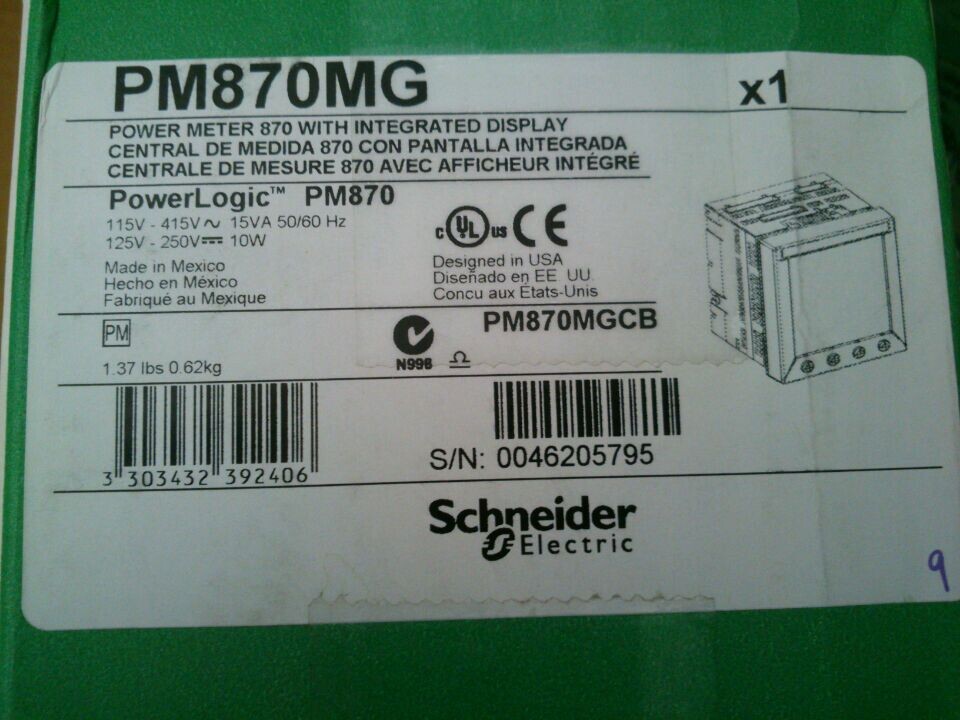 PM870MG x1
POWER METER 870 WITH INTEGRATED DISPLAY
CENTRAL DE MEDIDA 870 CON PANTALLA INTEGRADA
CENTRALE DE MESURE 870 AVEC AFFICHEUR INTÉGRÉ
PowerLogic™ PM870
115V - 415V~ 15VA 50/60 Hz
125V - 250V⎓ 10W
Made in Mexico
Hecho en México
Fabriqué au Mexique
c UL us CE
Designed in USA
Diseñado en EE UU
Concu aux États-Unis
PM
1.37 lbs 0.62kg
N998
PM870MGCB
3 303432 392406
S/N: 0046205795
Schneider
Electric
9